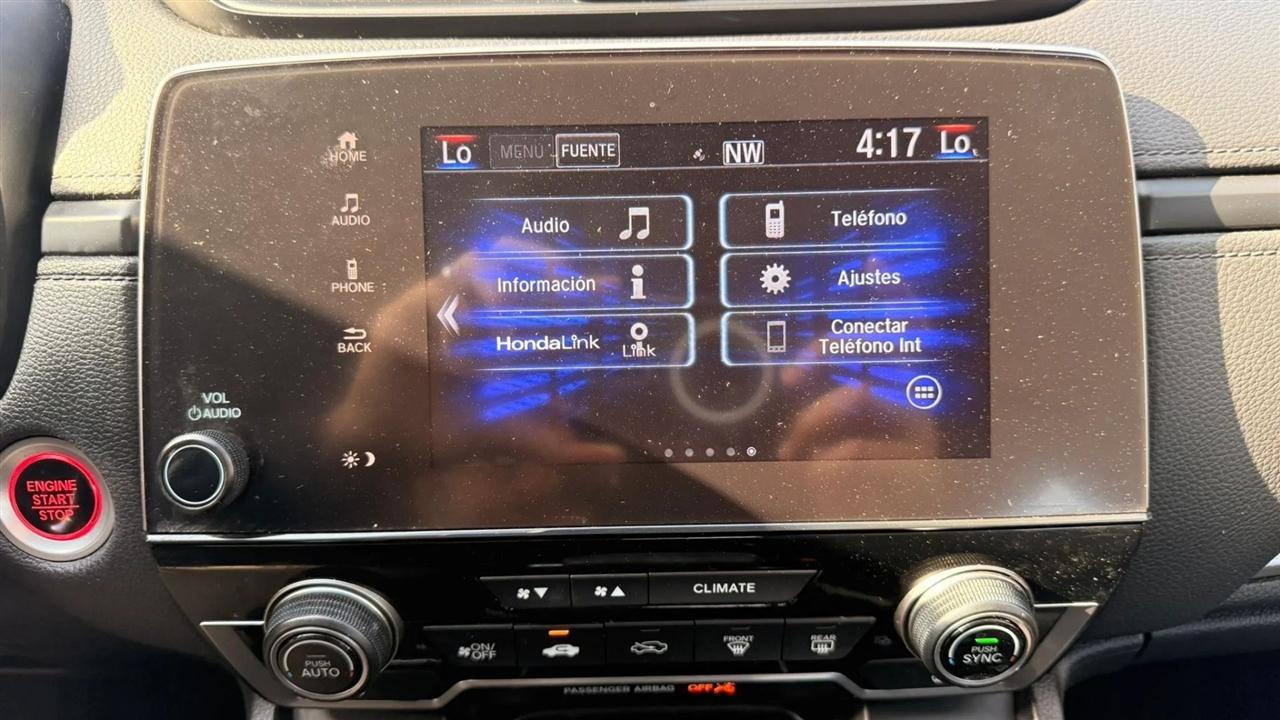 HOME
AUDIO
PHONE
BACK
VOL
AUDIO
ENGINE
START
STOP
Lo
MENÚ
FUENTE
NW
4:17
Lo
Audio
Teléfono
Información
Ajustes
HondaLink
Link
Conectar
Teléfono Int
CLIMATE
PUSH
AUTO
ON/
OFF
FRONT
REAR
PUSH
SYNC
PASSENGER AIRBAG OFF